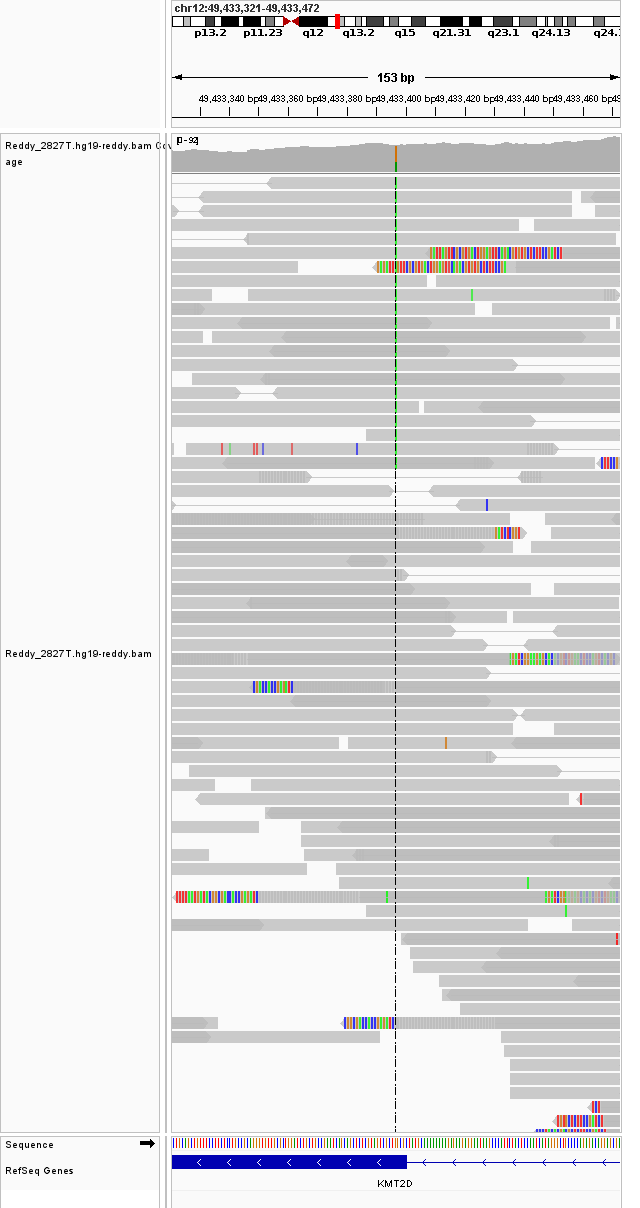 chr12:49,433,321-49,433,472
p13.2 p11.23 q12 q13.2 q15 q21.31 q23.1 q24.13 q24.
153 bp
49,433,340 bp 49,433,360 bp 49,433,380 bp 49,433,400 bp 49,433,420 bp 49,433,440 bp 49,433,460 bp 49
Reddy_2827T.hg19-reddy.bam Cov
age
[0 - 92]
Reddy_2827T.hg19-reddy.bam
Sequence
RefSeq Genes
KMT2D